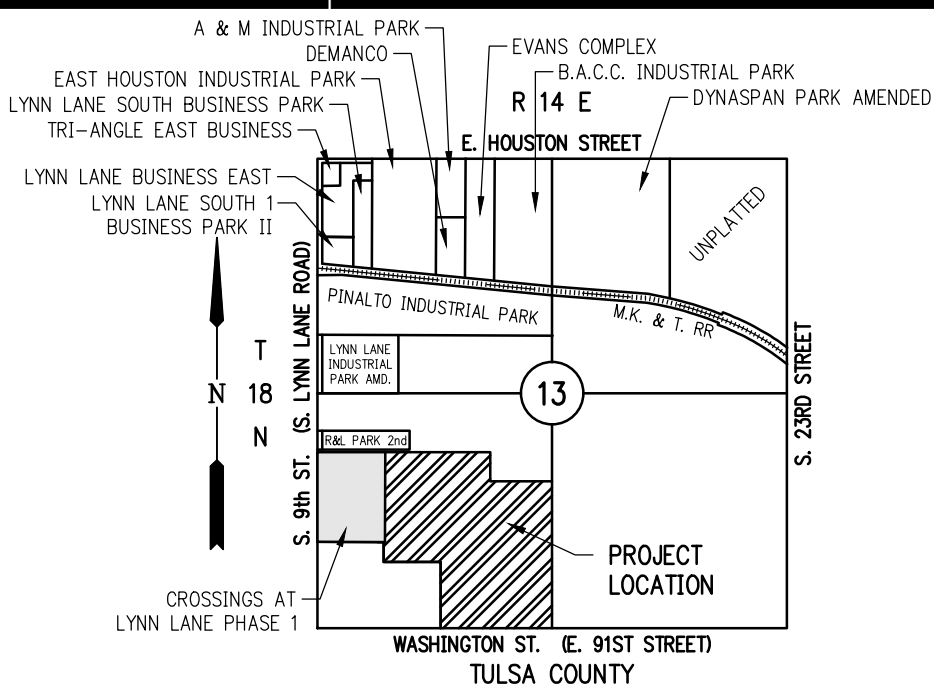 A & M INDUSTRIAL PARK
DEMANCO
EVANS COMPLEX
EAST HOUSTON INDUSTRIAL PARK
B.A.C.C. INDUSTRIAL PARK
LYNN LANE SOUTH BUSINESS PARK
R 14 E
DYNASPAN PARK AMENDED
TRI-ANGLE EAST BUSINESS
E. HOUSTON STREET
LYNN LANE BUSINESS EAST
LYNN LANE SOUTH 1
BUSINESS PARK II
UNPLATTED
S. 9th ST. (S. LYNN LANE ROAD)
PINALTO INDUSTRIAL PARK
M.K. & T. RR
S. 23RD STREET
T
18
N
N
LYNN LANE
INDUSTRIAL
PARK AMD.
13
R&L PARK 2nd
PROJECT
LOCATION
CROSSINGS AT
LYNN LANE PHASE 1
WASHINGTON ST. (E. 91ST STREET)
TULSA COUNTY